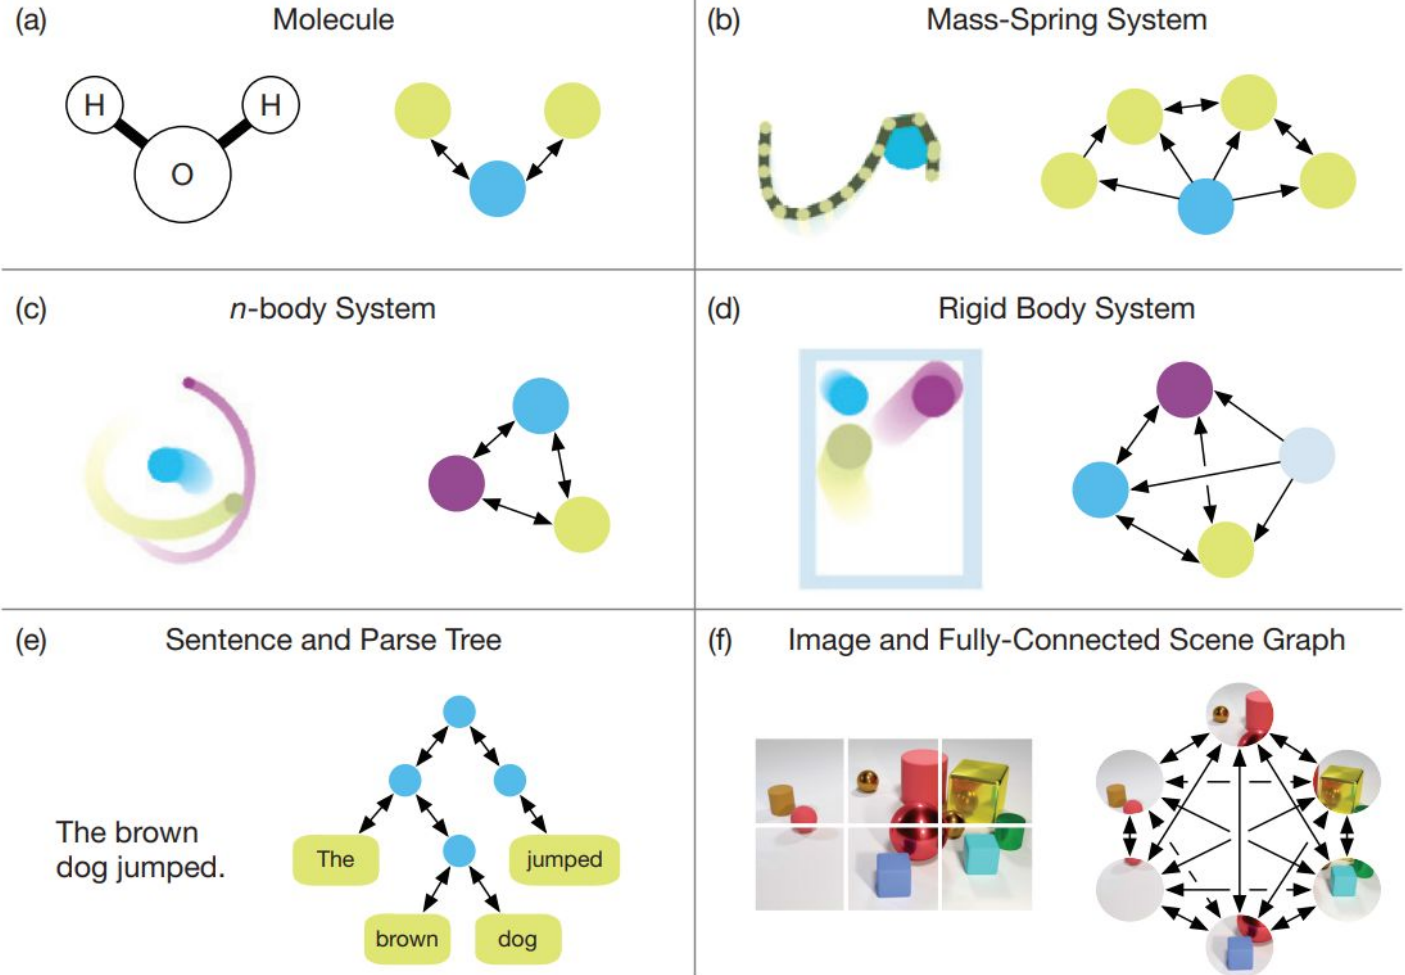 (a) Molecule
H H
O
(b) Mass-Spring System
(c) n-body System
(d) Rigid Body System
(e) Sentence and Parse Tree
The brown
dog jumped.
The jumped
brown dog
(f) Image and Fully-Connected Scene Graph